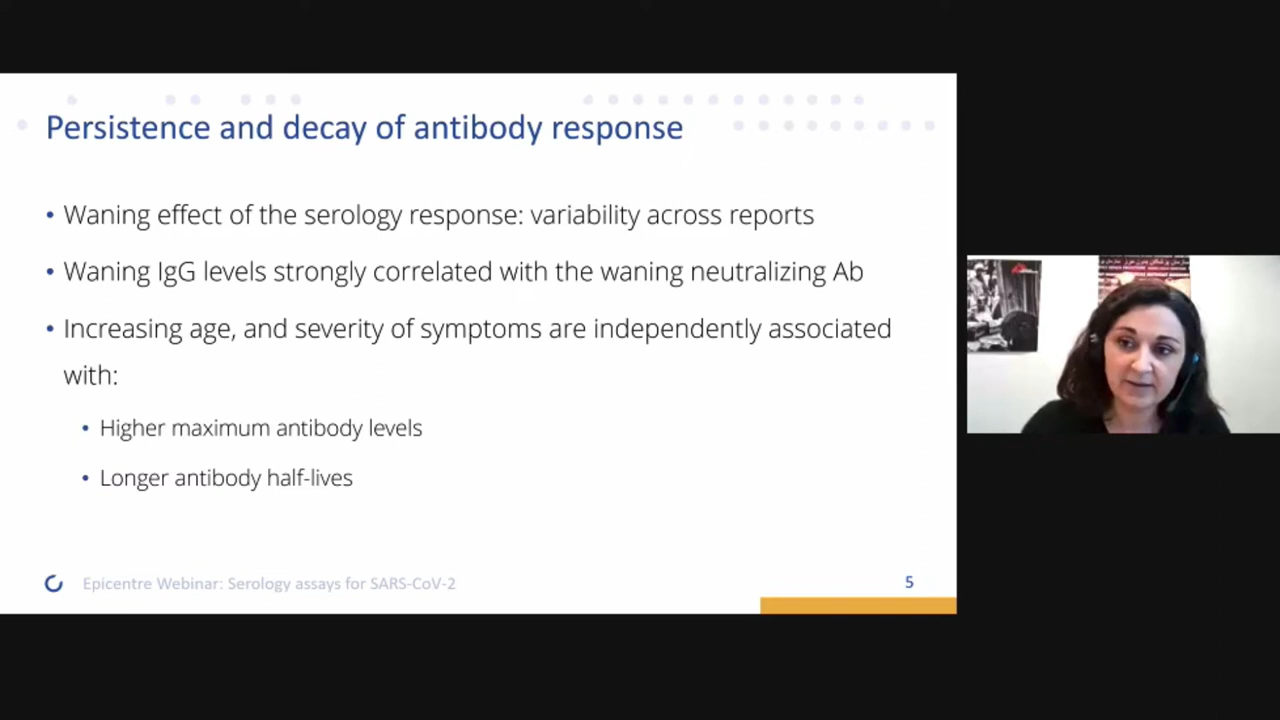 Persistence and decay of antibody response
• Waning effect of the serology response: variability across reports
• Waning IgG levels strongly correlated with the waning neutralizing Ab
• Increasing age, and severity of symptoms are independently associated
with:
• Higher maximum antibody levels
• Longer antibody half-lives
Epicentre Webinar: Serology assays for SARS-CoV-2
5